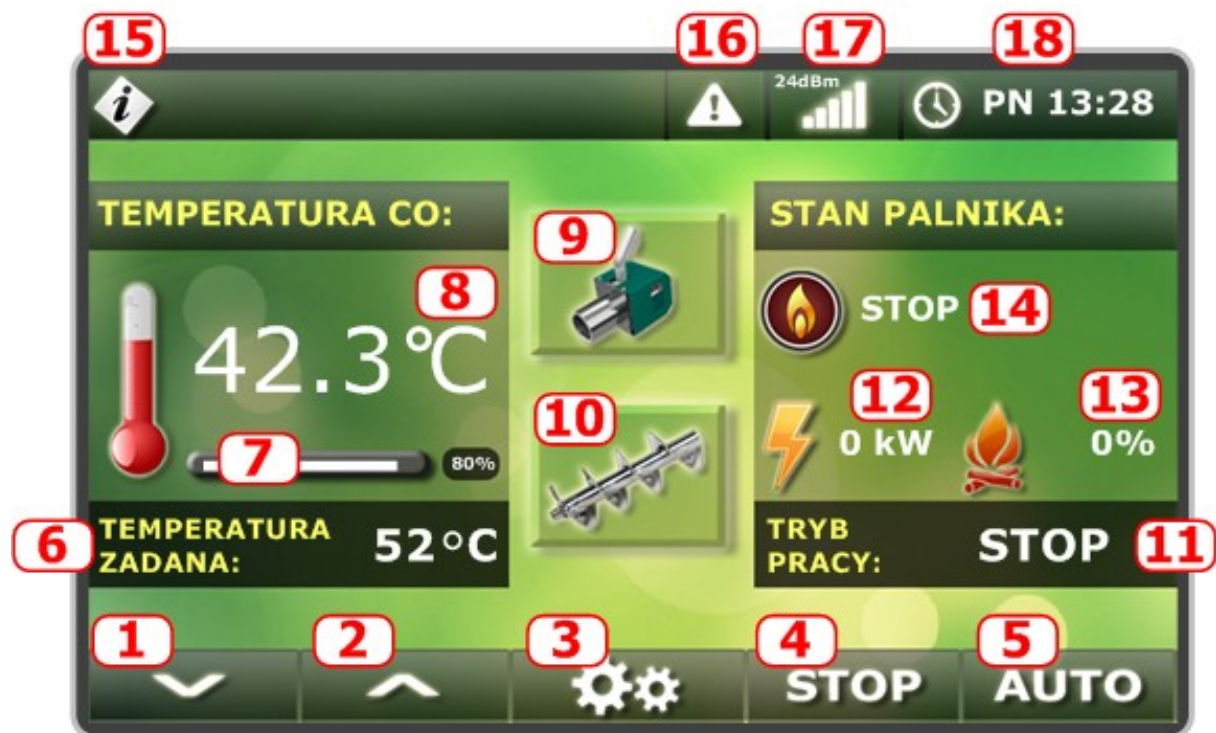 15 16 17 18
i 24dBm PN 13:28
TEMPERATURA CO: STAN PALNIKA:
9
8
42.3°C
STOP 14
12 13
0 kW 0%
10
7 80%
6 TEMPERATURA
ZADANA: 52°C
TRYB
PRACY: STOP 11
1 2 3 4 5
STOP AUTO